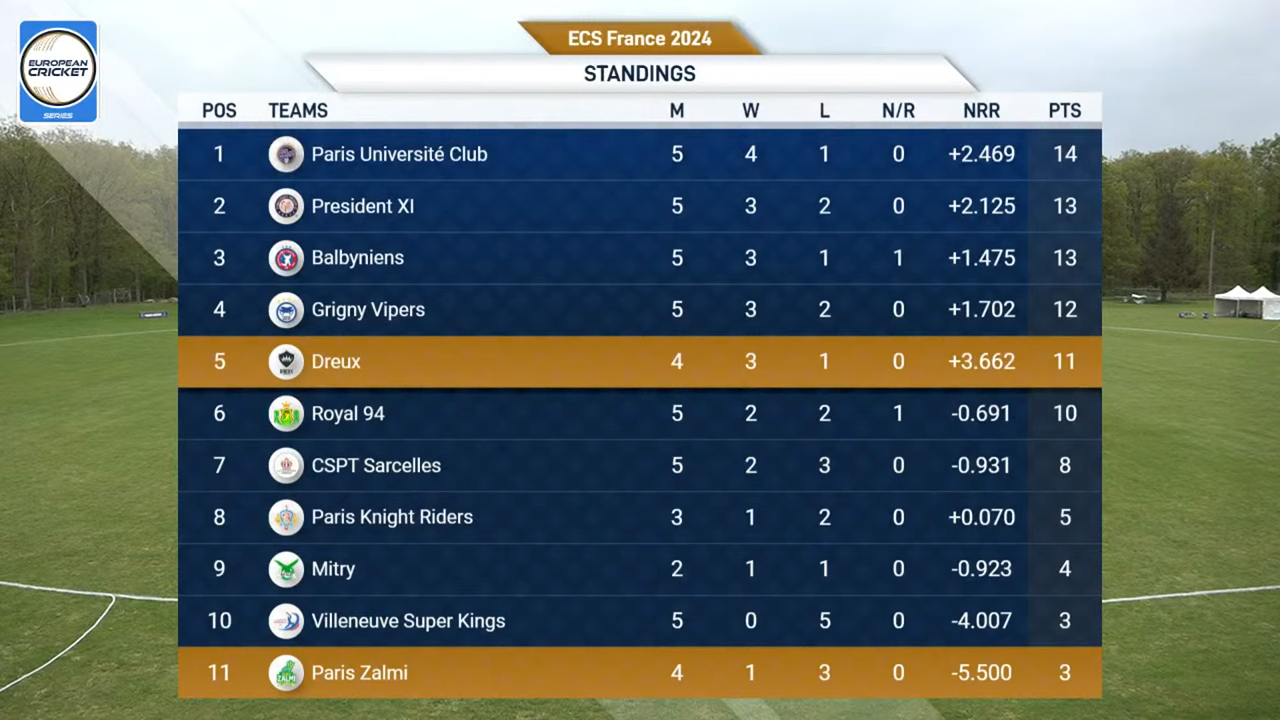 EUROPEAN
CRICKET
SERIES
ECS France 2024
STANDINGS
POS TEAMS M W L N/R NRR PTS
1 Paris Université Club 5 4 1 0 +2.469 14
2 President XI 5 3 2 0 +2.125 13
3 Balbyniens 5 3 1 1 +1.475 13
4 Grigny Vipers 5 3 2 0 +1.702 12
5 Dreux 4 3 1 0 +3.662 11
6 Royal 94 5 2 2 1 -0.691 10
7 CSPT Sarcelles 5 2 3 0 -0.931 8
8 Paris Knight Riders 3 1 2 0 +0.070 5
9 Mitry 2 1 1 0 -0.923 4
10 Villeneuve Super Kings 5 0 5 0 -4.007 3
11 Paris Zalmi 4 1 3 0 -5.500 3